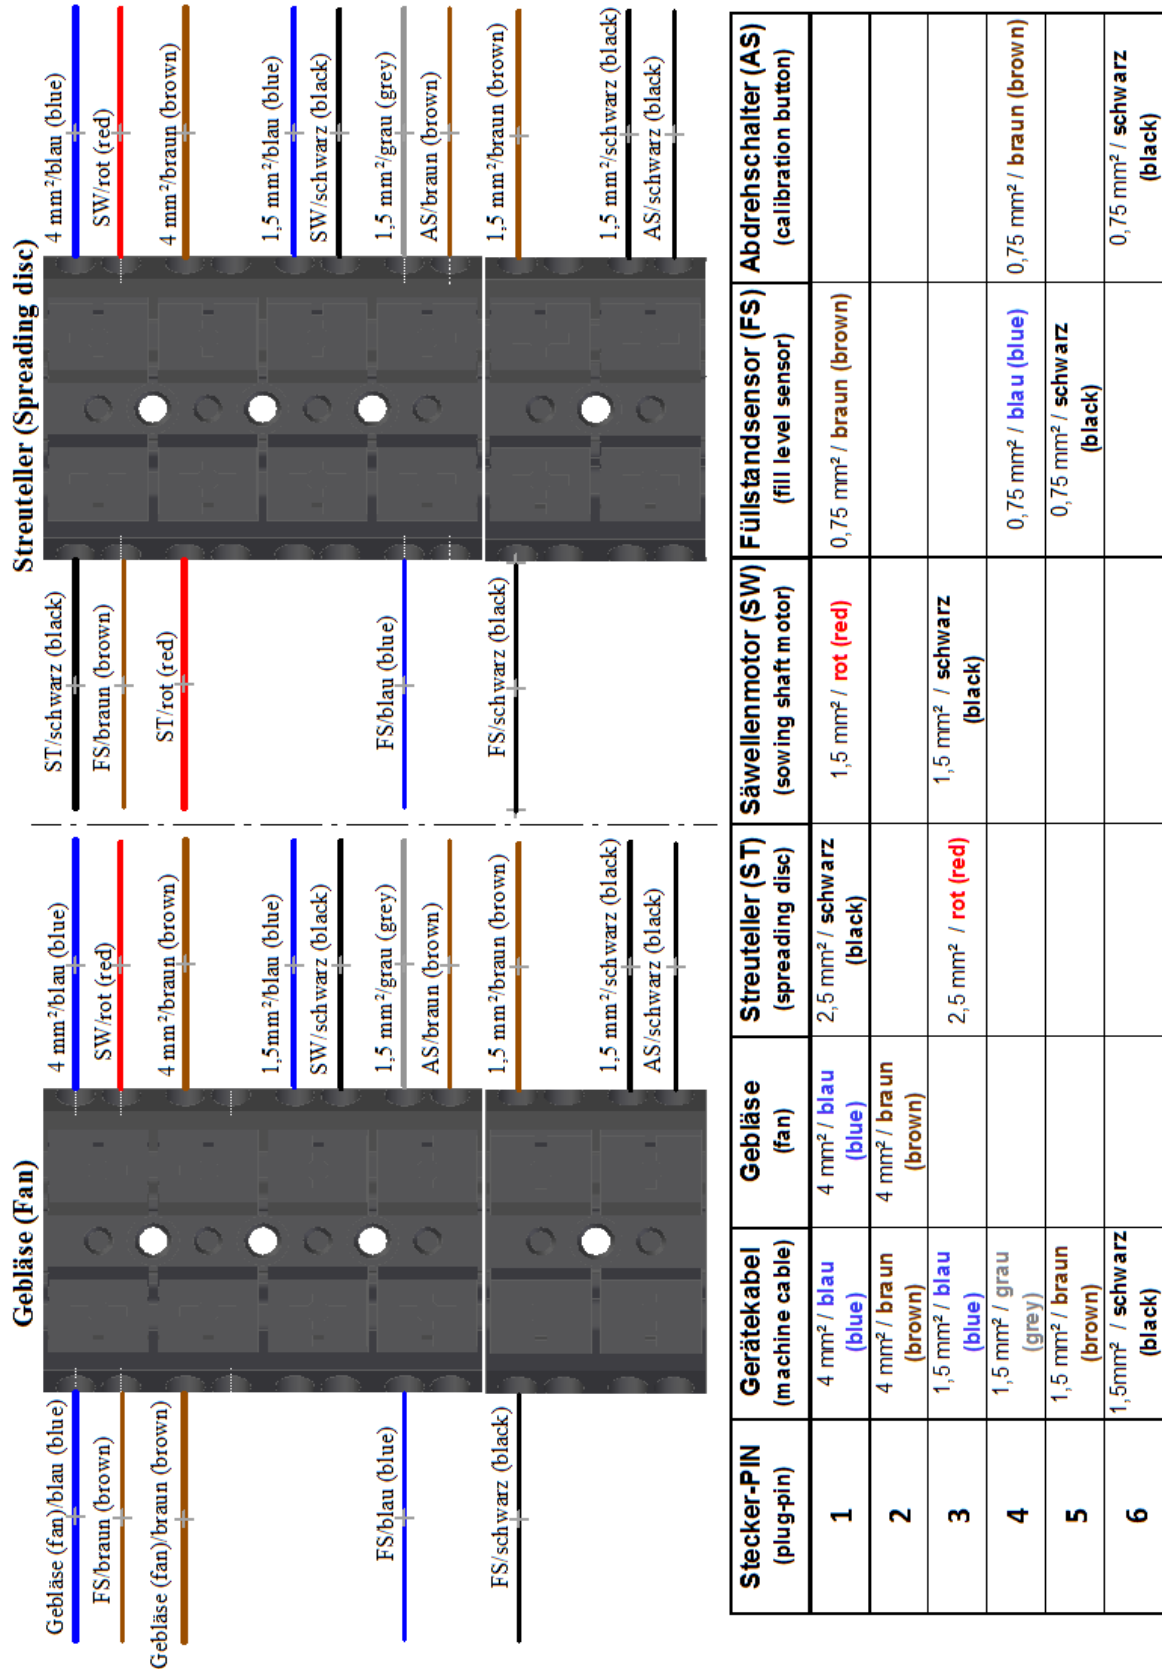 Gebläse (Fan)
Gebläse (fan)/blau (blue)
FS/braun (brown)
Gebläse (fan)/braun (brown)
FS/blau (blue)
FS/schwarz (black)
4 mm²/blau (blue)
SW/rot (red)
4 mm²/braun (brown)
1,5mm²/blau (blue)
SW/schwarz (black)
1,5 mm²/grau (grey)
AS/braun (brown)
1,5 mm²/braun (brown)
1,5 mm²/schwarz (black)
AS/schwarz (black)
Streuteller (Spreading disc)
ST/schwarz (black)
FS/braun (brown)
ST/rot (red)
FS/blau (blue)
FS/schwarz (black)
4 mm²/blau (blue)
SW/rot (red)
4 mm²/braun (brown)
1,5 mm²/blau (blue)
SW/schwarz (black)
1,5 mm²/grau (grey)
AS/braun (brown)
1,5 mm²/braun (brown)
1,5 mm²/schwarz (black)
AS/schwarz (black)
Stecker-PIN
(plug-pin)
Gerätekabel
(machine cable)
Gebläse
(fan)
Streuteller (ST)
(spreading disc)
Säwellenmotor (SW)
(sowing shaft motor)
Füllstandsensor (FS)
(fill level sensor)
Abdrehschalter (AS)
(calibration button)
1
4 mm² / blau
(blue)
4 mm² / blau
(blue)
2,5 mm² / schwarz
(black)
1,5 mm² / rot (red)
0,75 mm² / braun (brown)
2
4 mm² / braun
(brown)
4 mm² / braun
(brown)
3
1,5 mm² / blau
(blue)
2,5 mm² / rot (red)
1,5 mm² / schwarz
(black)
4
1,5 mm² / grau
(grey)
0,75 mm² / blau (blue)
0,75 mm² / braun (brown)
5
1,5 mm² / braun
(brown)
0,75 mm² / schwarz
(black)
6
1,5mm² / schwarz
(black)
0,75 mm² / schwarz
(black)